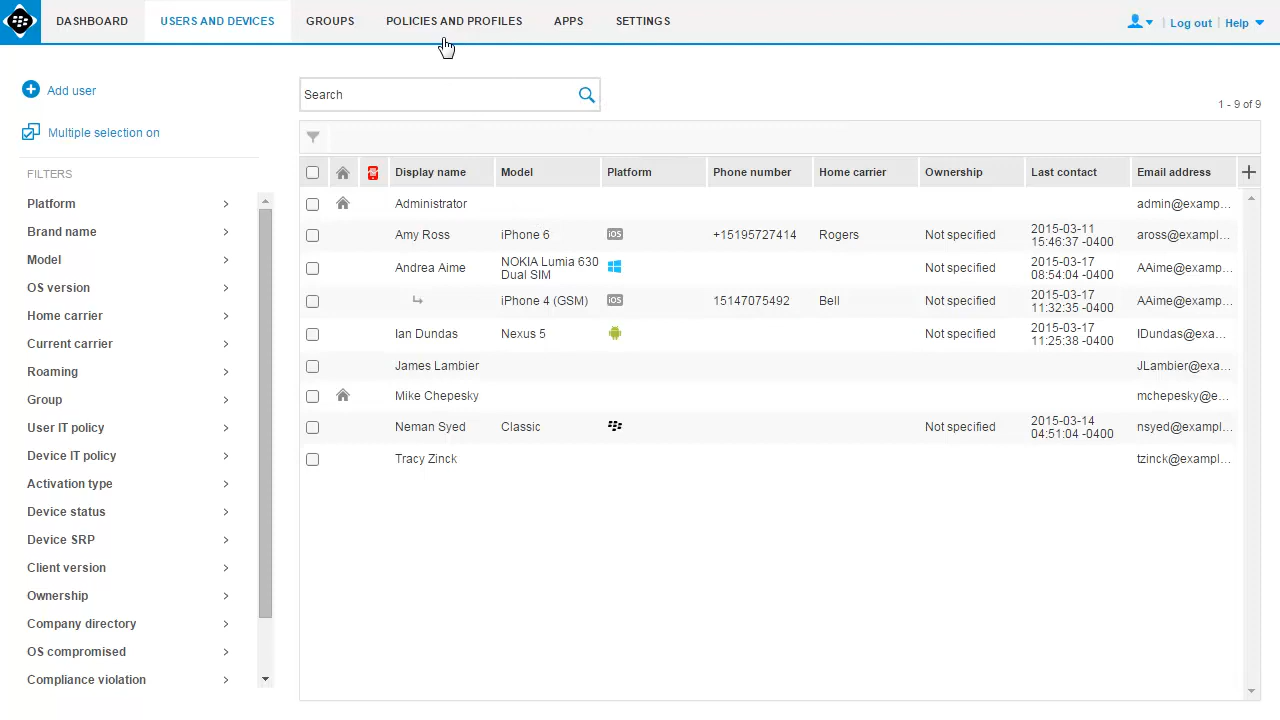 DASHBOARD USERS AND DEVICES GROUPS POLICIES AND PROFILES APPS SETTINGS Log out Help
Add user
Search
1 - 9 of 9
Multiple selection on
FILTERS
Platform
Brand name
Model
OS version
Home carrier
Current carrier
Roaming
Group
User IT policy
Device IT policy
Activation type
Device status
Device SRP
Client version
Ownership
Company directory
OS compromised
Compliance violation
Display name Model Platform Phone number Home carrier Ownership Last contact Email address
Administrator admin@examp...
Amy Ross iPhone 6 iOS +15195727414 Rogers Not specified 2015-03-11 15:46:37 -0400 aross@exampl...
Andrea Aime NOKIA Lumia 630 Dual SIM Not specified 2015-03-17 08:54:04 -0400 AAime@examp...
iPhone 4 (GSM) iOS 15147075492 Bell Not specified 2015-03-17 11:32:35 -0400 AAime@examp...
Ian Dundas Nexus 5 Not specified 2015-03-17 11:25:38 -0400 IDundas@exa...
James Lambier JLambier@exa...
Mike Chepesky mchepesky@e...
Neman Syed Classic Not specified 2015-03-14 04:51:04 -0400 nsyed@exampl...
Tracy Zinck tzinck@exampl...